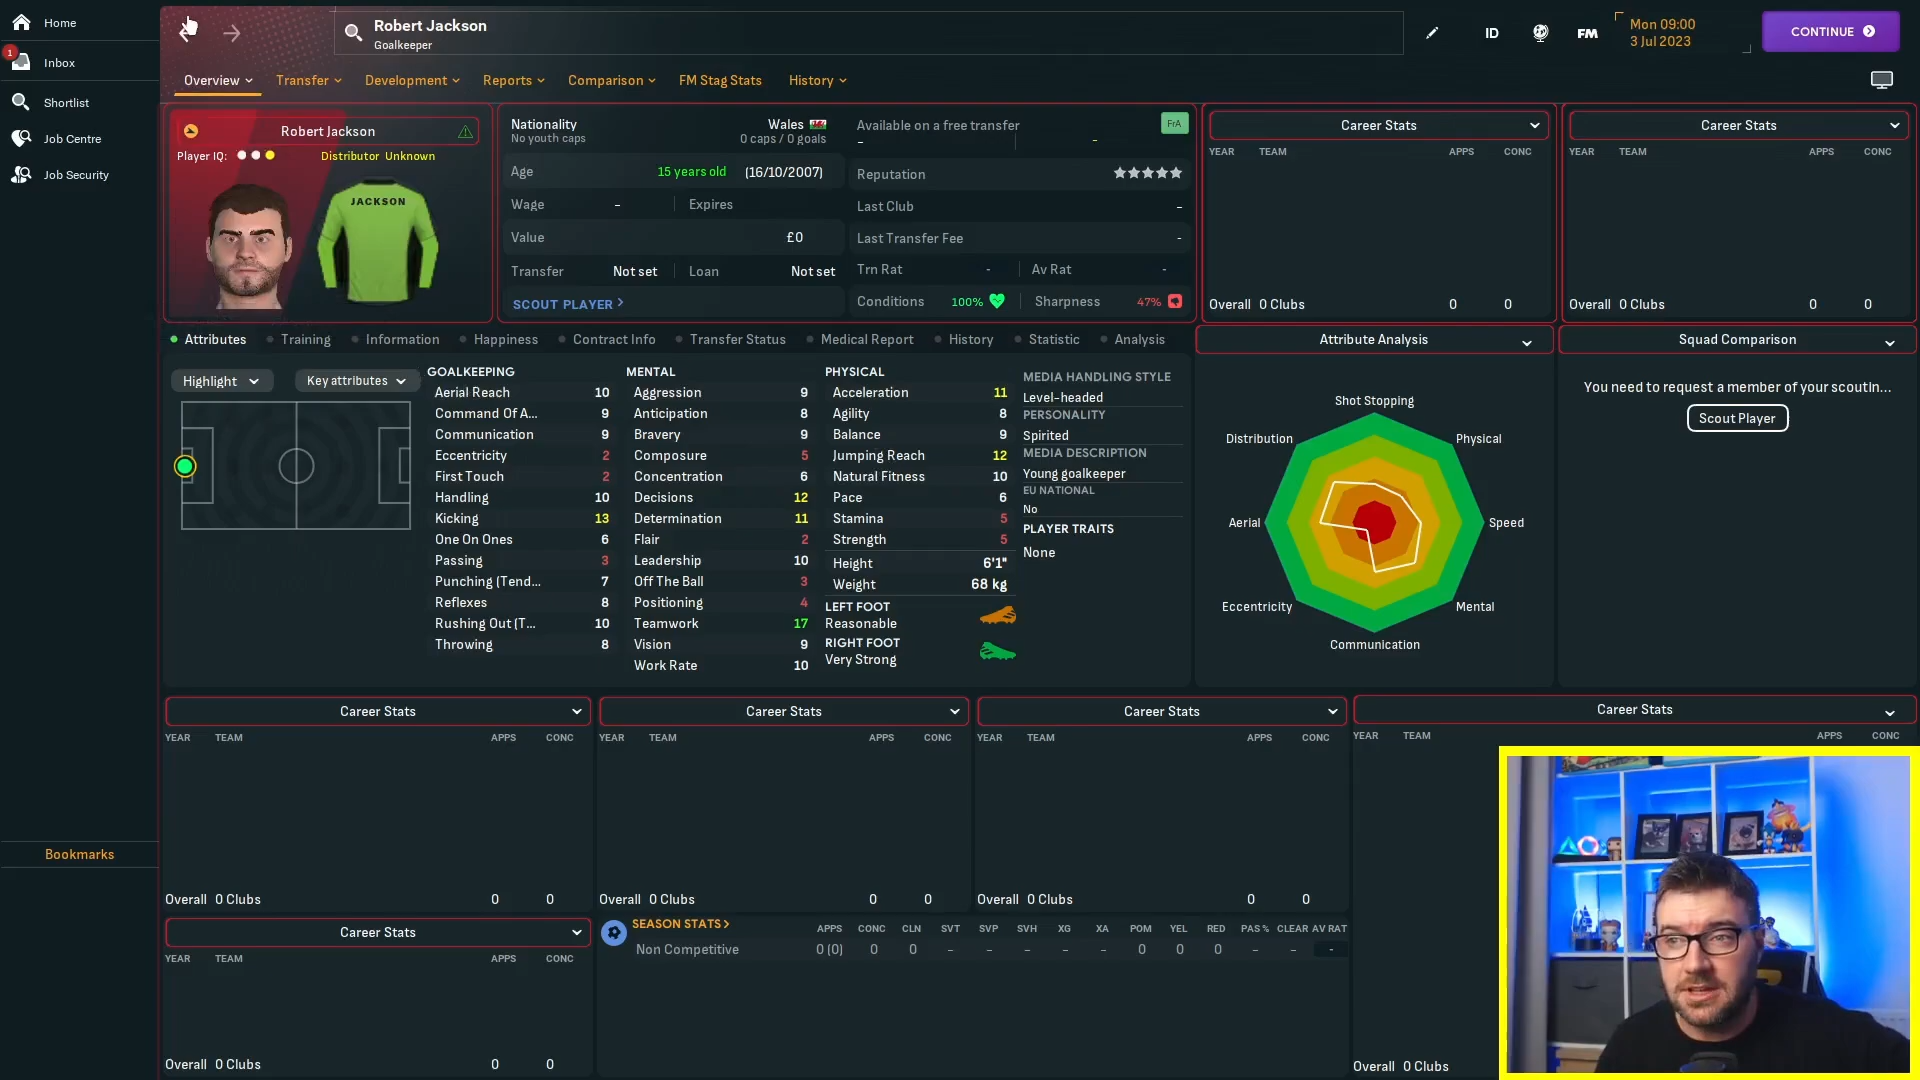 Home
1
Inbox
Shortlist
Job Centre
Job Security
Bookmarks
Robert Jackson
Goalkeeper
ID
FM
Mon 09:00
3 Jul 2023
CONTINUE
Overview
Transfer
Development
Reports
Comparison
FM Stag Stats
History
Robert Jackson
Player IQ:
Distributor Unknown
JACKSON
Nationality Wales
No youth caps 0 caps / 0 goals
Age 15 years old (16/10/2007)
Wage - Expires
Value £0
Transfer Not set Loan Not set
SCOUT PLAYER >
Available on a free transfer FrA
- -
Reputation
Last Club -
Last Transfer Fee -
Trn Rat - Av Rat -
Conditions 100% Sharpness 47%
Career Stats
YEAR TEAM APPS CONC
Overall 0 Clubs 0 0
Career Stats
YEAR TEAM APPS CONC
Overall 0 Clubs 0 0
Attributes
Training
Information
Happiness
Contract Info
Transfer Status
Medical Report
History
Statistic
Analysis
Highlight
Key attributes
GOALKEEPING
Aerial Reach 10
Command Of A... 9
Communication 9
Eccentricity 2
First Touch 2
Handling 10
Kicking 13
One On Ones 6
Passing 3
Punching (Tend... 7
Reflexes 8
Rushing Out (T... 10
Throwing 8
MENTAL
Aggression 9
Anticipation 8
Bravery 9
Composure 5
Concentration 6
Decisions 12
Determination 11
Flair 2
Leadership 10
Off The Ball 3
Positioning 4
Teamwork 17
Vision 9
Work Rate 10
PHYSICAL
Acceleration 11
Agility 8
Balance 9
Jumping Reach 12
Natural Fitness 10
Pace 6
Stamina 5
Strength 5
Height 6'1"
Weight 68 kg
LEFT FOOT
Reasonable
RIGHT FOOT
Very Strong
MEDIA HANDLING STYLE
Level-headed
PERSONALITY
Spirited
MEDIA DESCRIPTION
Young goalkeeper
EU NATIONAL
No
PLAYER TRAITS
None
Attribute Analysis
Shot Stopping
Distribution
Physical
Aerial
Speed
Eccentricity
Mental
Communication
Squad Comparison
You need to request a member of your scoutin...
Scout Player
Career Stats
YEAR TEAM APPS CONC
Overall 0 Clubs 0 0
Career Stats
YEAR TEAM APPS CONC
Overall 0 Clubs 0 0
Career Stats
YEAR TEAM APPS CONC
Overall 0 Clubs 0 0
Career Stats
YEAR TEAM APPS CONC
Overall 0 Clubs
Career Stats
YEAR TEAM APPS CONC
Overall 0 Clubs 0 0
SEASON STATS > APPS CONC CLN SVT SVP SVH XG XA POM YEL RED PAS % CLEAR AV RAT
Non Competitive 0 (0) 0 0 - - - - - 0 0 0 - - -